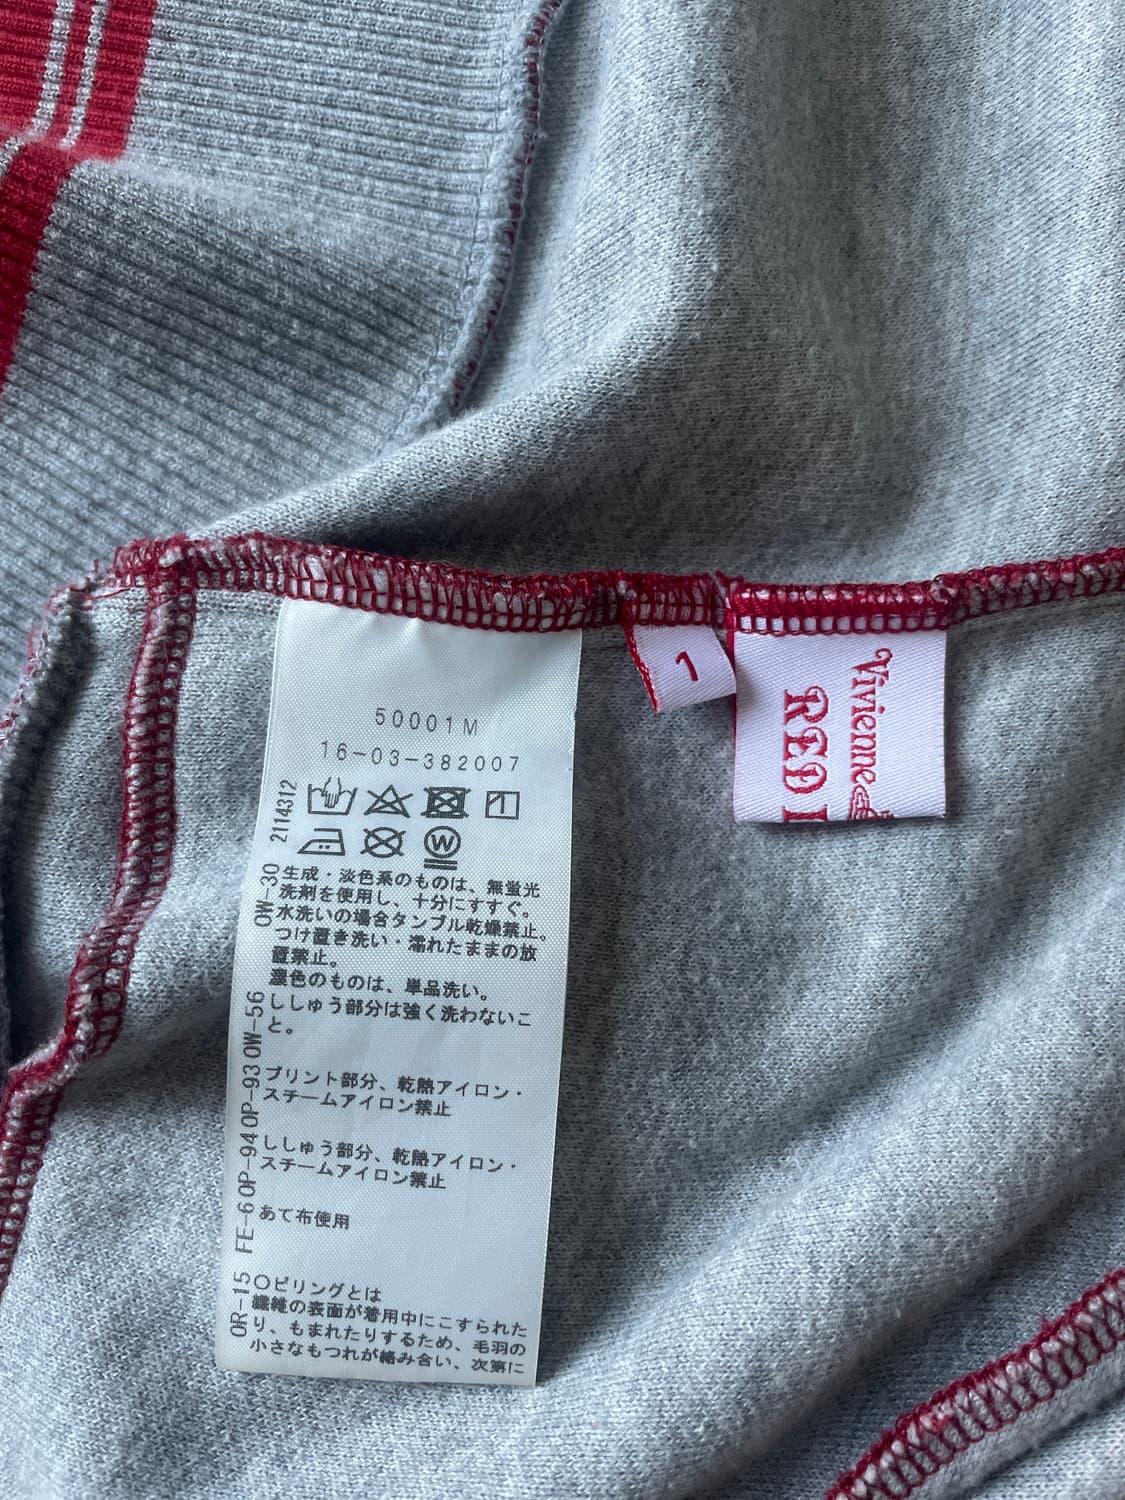 50001M
16-03-382007
2114312
W
OW-30
生成・淡色系のものは、無蛍光
洗剤を使用し、十分にすすぐ。
水洗いの場合タンブル乾燥禁止。
つけ置き洗い・濡れたままの放
置禁止。
濃色のものは、単品洗い。
OW-56
ししゅう部分は強く洗わないこ
と。
OP-93
プリント部分、乾熱アイロン・
スチームアイロン禁止
OP-94
ししゅう部分、乾熱アイロン・
スチームアイロン禁止
FE-6
あて布使用
OR-15
〇ピリングとは
繊維の表面が着用中にこすられた
り、もまれたりするため、毛羽の
小さなもつれが絡み合い、次第に
1
Vivienne
RED